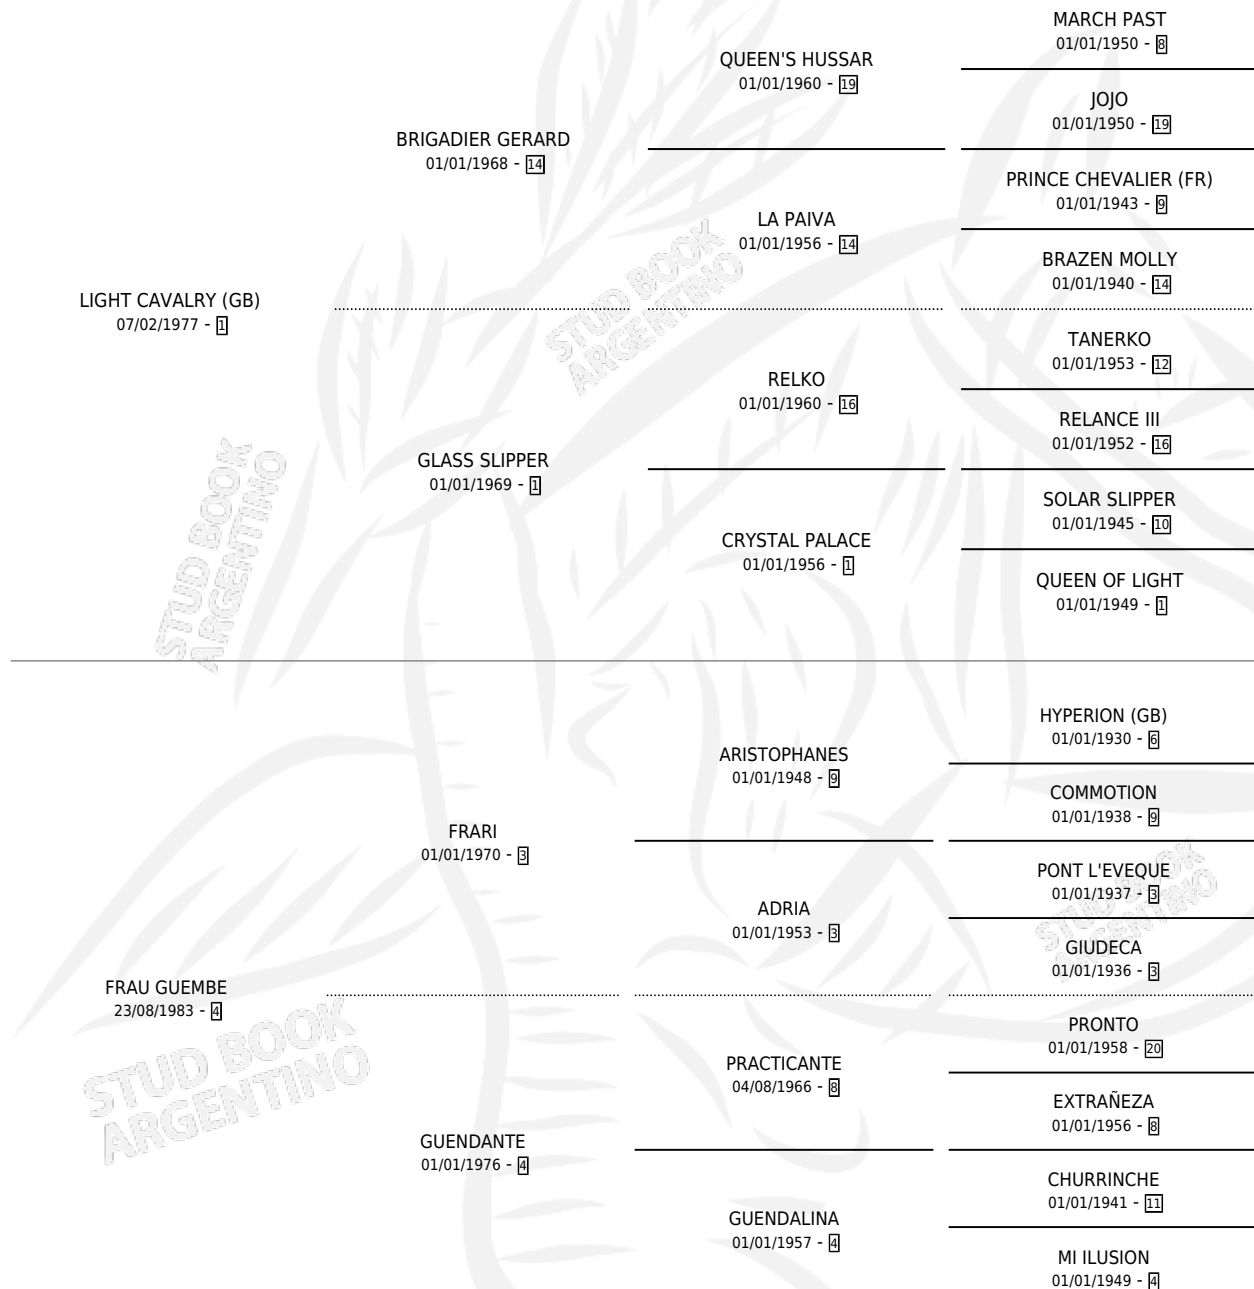 MARCH PAST
01/01/1950 - 8
QUEEN'S HUSSAR
01/01/1960 - 19
JOJO
01/01/1950 - 19
BRIGADIER GERARD
01/01/1968 - 14
PRINCE CHEVALIER (FR)
01/01/1943 - 9
LA PAIVA
01/01/1956 - 14
BRAZEN MOLLY
01/01/1940 - 14
LIGHT CAVALRY (GB)
07/02/1977 - 1
STUD BOOK
ARGENTINO
TANERKO
01/01/1953 - 12
RELKO
01/01/1960 - 16
RELANCE III
01/01/1952 - 16
GLASS SLIPPER
01/01/1969 - 1
SOLAR SLIPPER
01/01/1945 - 10
CRYSTAL PALACE
01/01/1956 - 1
QUEEN OF LIGHT
01/01/1949 - 1
STUD BOOK
ARGENTINO
HYPERION (GB)
01/01/1930 - 6
ARISTOPHANES
01/01/1948 - 9
COMMOTION
01/01/1938 - 9
FRARI
01/01/1970 - 3
PONT L'EVEQUE
01/01/1937 - 3
ADRIA
01/01/1953 - 3
STUD BOOK
ARGENTINO
GIUDECA
01/01/1936 - 3
FRAU GUEMBE
23/08/1983 - 4
STUD BOOK
ARGENTINO
PRONTO
01/01/1958 - 20
PRACTICANTE
04/08/1966 - 8
EXTRAÑEZA
01/01/1956 - 8
GUENDANTE
01/01/1976 - 4
CHURRINCHE
01/01/1941 - 11
GUENDALINA
01/01/1957 - 4
MI ILUSION
01/01/1949 - 4